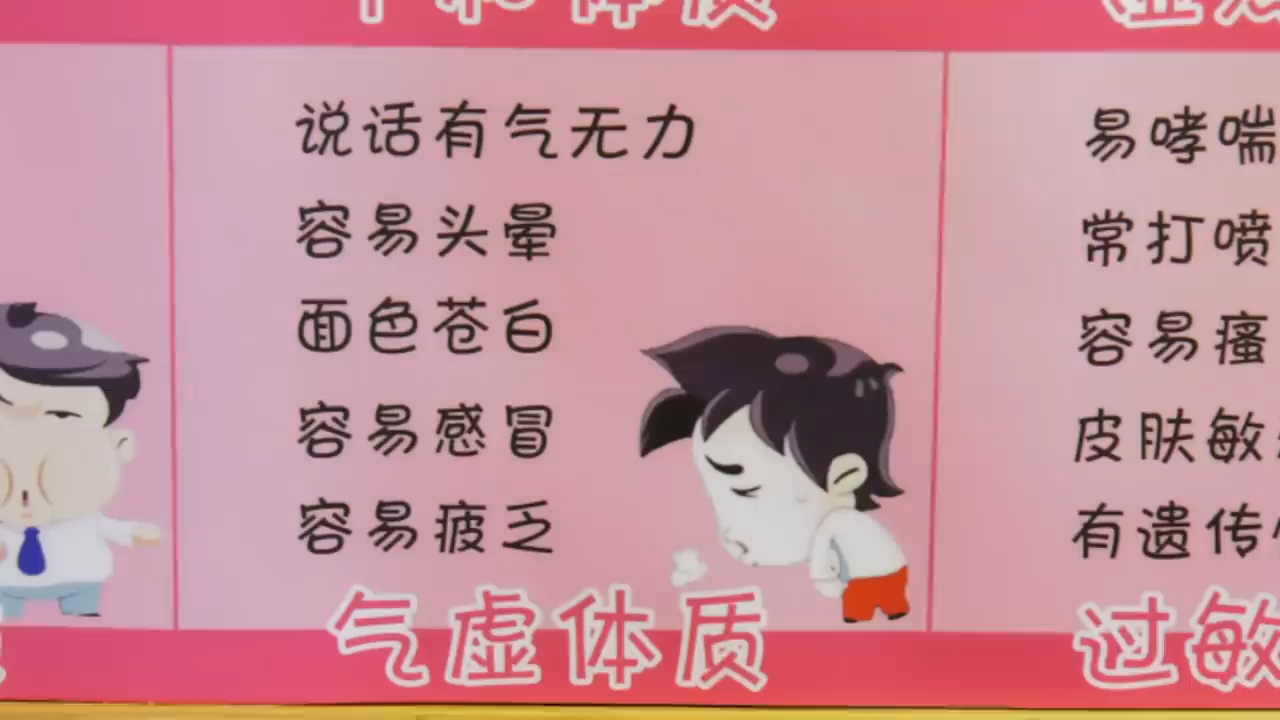 体质
说话有气无力
容易头晕
面色苍白
容易感冒
容易疲乏
气虚体质
易哮喘
常打喷
容易瘙
皮肤敏
有遗传
过敏